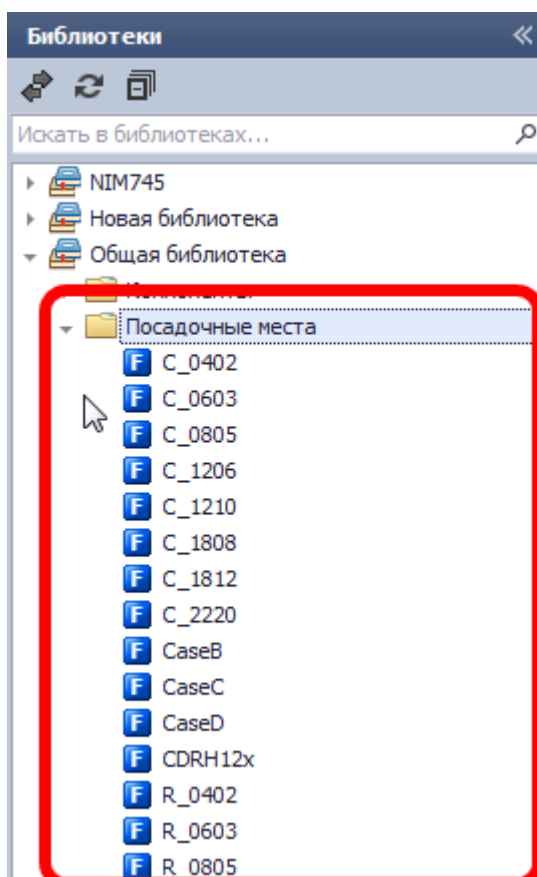 Библиотеки
Искать в библиотеках...
NIM745
Новая библиотека
Общая библиотека
Посадочные места
F C_0402
F C_0603
F C_0805
F C_1206
F C_1210
F C_1808
F C_1812
F C_2220
F CaseB
F CaseC
F CaseD
F CDRH12x
F R_0402
F R_0603
F R_0805